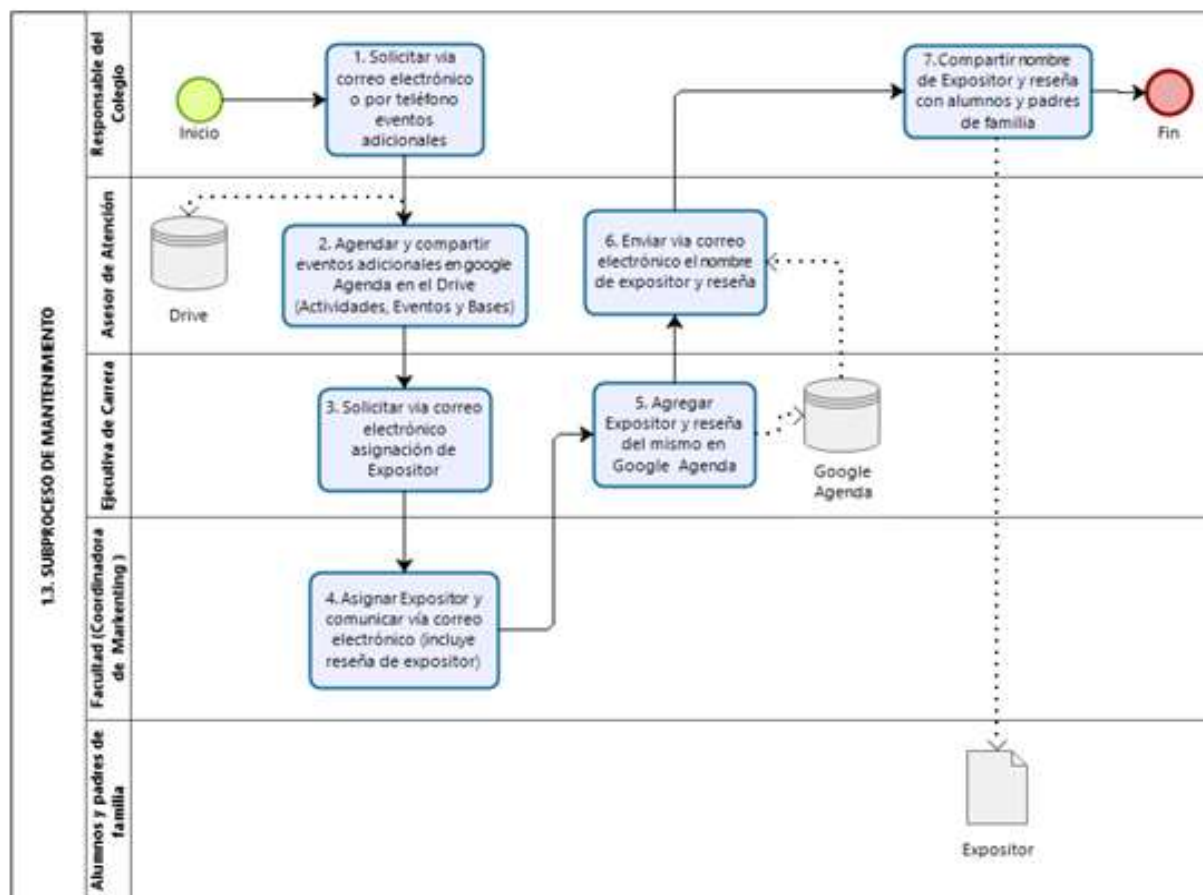 1.3. SUBPROCESO DE MANTENIMIENTO
Responsable del
Colegio
Inicio
1. Solicitar vía
correo electrónico
o por teléfono
eventos
adicionales
7. Compartir nombre
de Expositor y reseña
con alumnos y padres
de familia
Fin
Asesor de Atención
Drive
2. Agendar y compartir
eventos adicionales en google
Agenda en el Drive
(Actividades, Eventos y Bases)
6. Enviar via correo
electrónico el nombre
de expositor y reseña
Ejecutiva de Carrera
3. Solicitar via correo
electrónico
asignación de
Expositor
5. Agregar
Expositor y reseña
del mismo en
Google Agenda
Google
Agenda
Facultad (Coordinadora
de Markenting )
4. Asignar Expositor y
comunicar vía correo
electrónico (incluye
reseña de expositor)
Alumnos y padres de
familia
Expositor